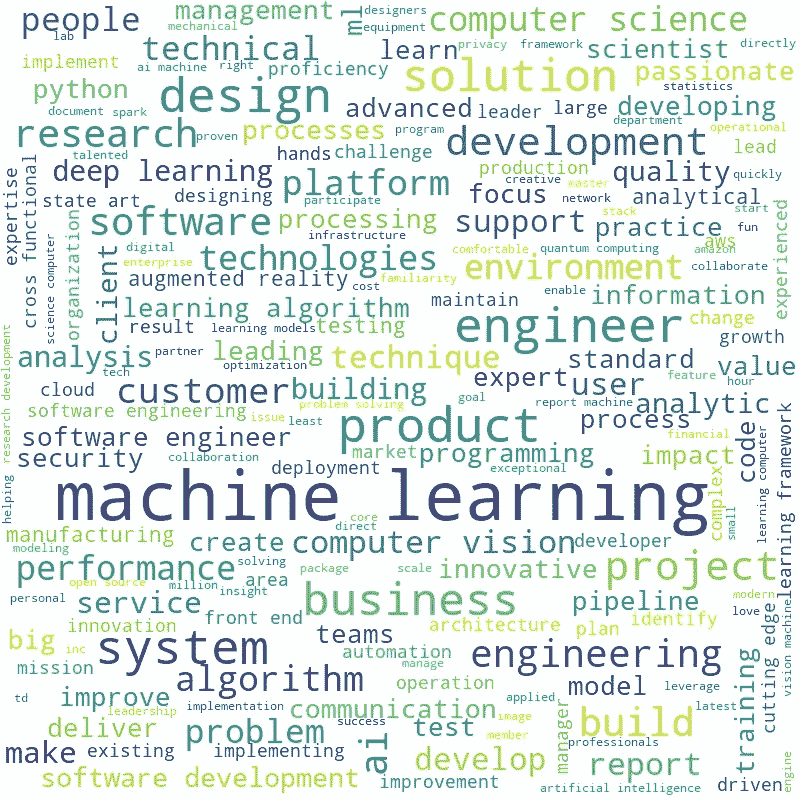 people
management
ml
designers
equipment
computer science
lab
mechanical
technical
learn
privacy
framework
scientist
directly
implement
ai machine
right
proficiency
solution
passionate
statistics
python
design
advanced
leader
large
developing
document
spark
department
research
proven
processes
program
development
operational
lead
talented
hands
challenge
production
quality
quickly
deep learning
platform
creative
master
focus
network
analytical
expertise
cross functional
state art
designing
participate
stack
start
fun
software
processing
support
practice
aws
experienced
organization
client
infrastructure
digital
technologies
comfortable
quantum computing
amazon
science computer
enterprise
environment
collaborate
augmented reality
familiarity
cost
enable
information
learning algorithm
maintain
result
learning models
testing
engineer
change
growth
research development
analysis
partner
leading
optimization
technique
standard
value
tech
expert
user
feature
hour
cloud
customer
building
goal
report machine
analytic
software engineering
issue
problem solving
least
product
process
code
financial
software engineer
market
programming
impact
learning computer
learning framework
security
collaboration
deployment
exceptional
complex
small
helping
machine learning
core
direct
manufacturing
create
computer vision
developer
modeling
solving
performance
area
package
scale
innovative
project
open source
million
insight
modern
personal
service
business
pipeline
love
vision machine
cutting edge
innovation
front end
architecture
plan
identify
big
inc
system
teams
automation
engineering
training
mission
manage
algorithm
operation
model
leverage
td
improve
implementation
communication
applied
latest
leadership
success
image
manager
build
deliver
problem
test
member
professionals
make
existing
implementing
ai
develop
report
software development
improvement
artificial intelligence
driven
engine